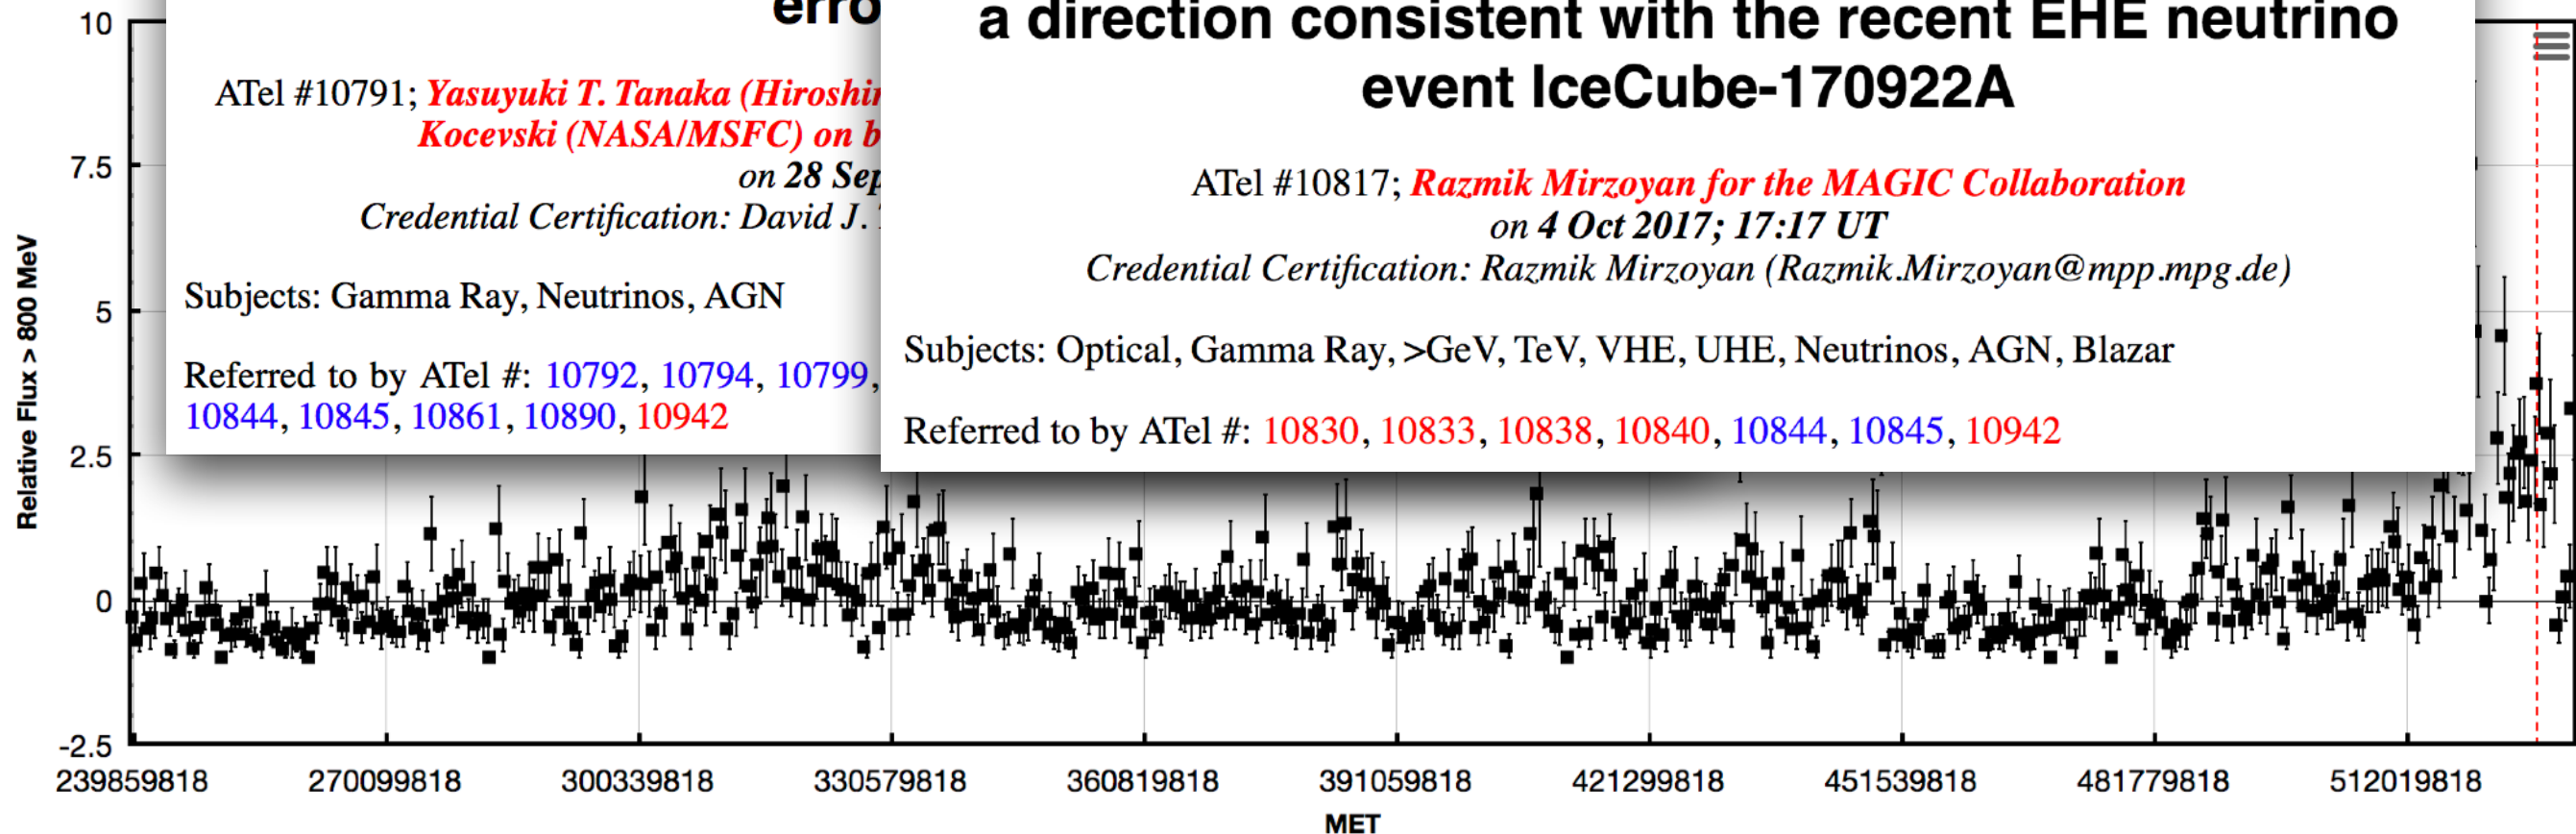 erro
ATel #10791; Yasuyuki T. Tanaka (Hiroshi
Kocevski (NASA/MSFC) on b
on 28 Sep
Credential Certification: David J.
Subjects: Gamma Ray, Neutrinos, AGN
Referred to by ATel #: 10792, 10794, 10799,
10844, 10845, 10861, 10890, 10942
a direction consistent with the recent EHE neutrino
event IceCube-170922A
ATel #10817; Razmik Mirzoyan for the MAGIC Collaboration
on 4 Oct 2017; 17:17 UT
Credential Certification: Razmik Mirzoyan (Razmik.Mirzoyan@mpp.mpg.de)
Subjects: Optical, Gamma Ray, >GeV, TeV, VHE, UHE, Neutrinos, AGN, Blazar
Referred to by ATel #: 10830, 10833, 10838, 10840, 10844, 10845, 10942
Relative Flux > 800 MeV
10
7.5
5
2.5
0
-2.5
239859818 270099818 300339818 330579818 360819818 391059818 421299818 451539818 481779818 512019818
MET